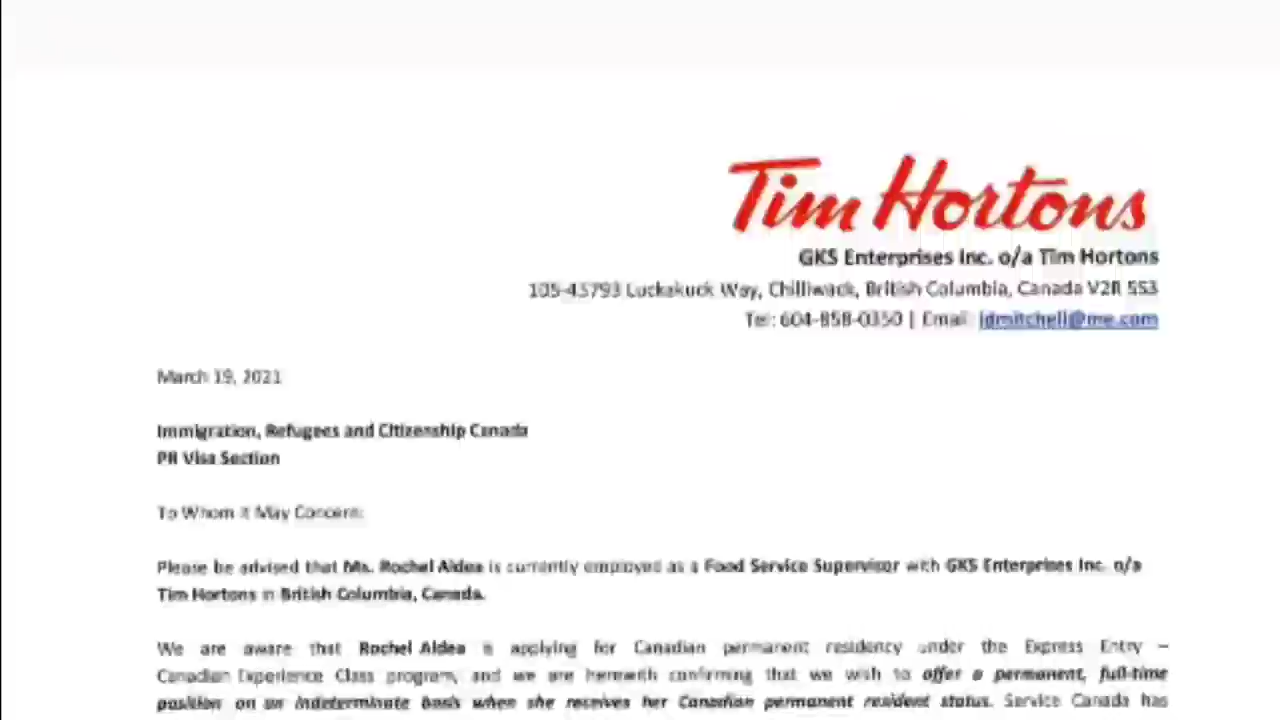 Tim Hortons
GKS Enterprises Inc. o/a Tim Hortons
105-45793 Luckakuck Way, Chilliwack, British Columbia, Canada V2R 5S3
Tel: 604-858-0350 | Email: jdmitchell@me.com
March 19, 2021
Immigration, Refugees and Citizenship Canada
PR Visa Section
To Whom It May Concern:
Please be advised that Ms. Rochel Aldea is currently employed as a Food Service Supervisor with GKS Enterprises Inc. o/a
Tim Hortons in British Columbia, Canada.
We are aware that Rochel Aldea is applying for Canadian permanent residency under the Express Entry –
Canadian Experience Class program, and we are herewith confirming that we wish to offer a permanent, full-time
position on an indeterminate basis when she receives her Canadian permanent resident status. Service Canada has